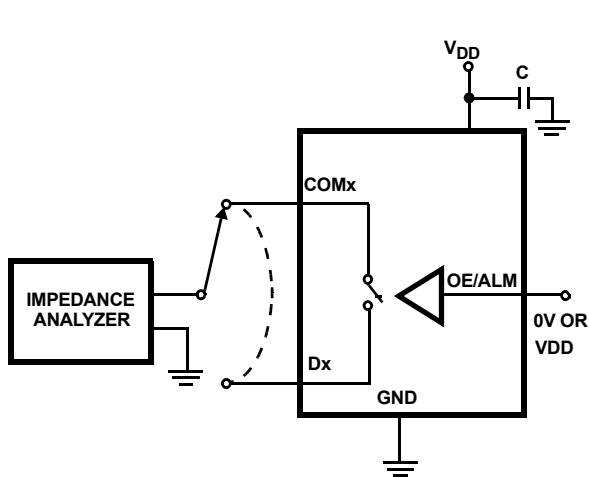 VDD
C
COMx
IMPEDANCE
ANALYZER
OE/ALM
0V OR
VDD
Dx
GND